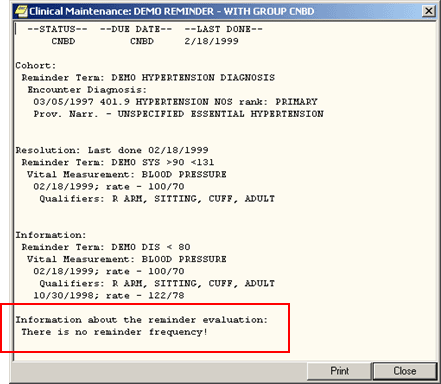 Clinical Maintenance: DEMO REMINDER - WITH GROUP CNBD
--STATUS-- --DUE DATE-- --LAST DONE--
CNBD CNBD 2/18/1999
Cohort:
Reminder Term: DEMO HYPERTENSION DIAGNOSIS
Encounter Diagnosis:
03/05/1997 401.9 HYPERTENSION NOS rank: PRIMARY
Prov. Narr. - UNSPECIFIED ESSENTIAL HYPERTENSION
Resolution: Last done 02/18/1999
Reminder Term: DEMO SYS >90 <131
Vital Measurement: BLOOD PRESSURE
02/18/1999; rate - 100/70
Qualifiers: R ARM, SITTING, CUFF, ADULT
Information:
Reminder Term: DEMO DIS < 80
Vital Measurement: BLOOD PRESSURE
02/18/1999; rate - 100/70
Qualifiers: R ARM, SITTING, CUFF, ADULT
10/30/1998; rate - 122/78
Information about the reminder evaluation:
There is no reminder frequency!
Print Close